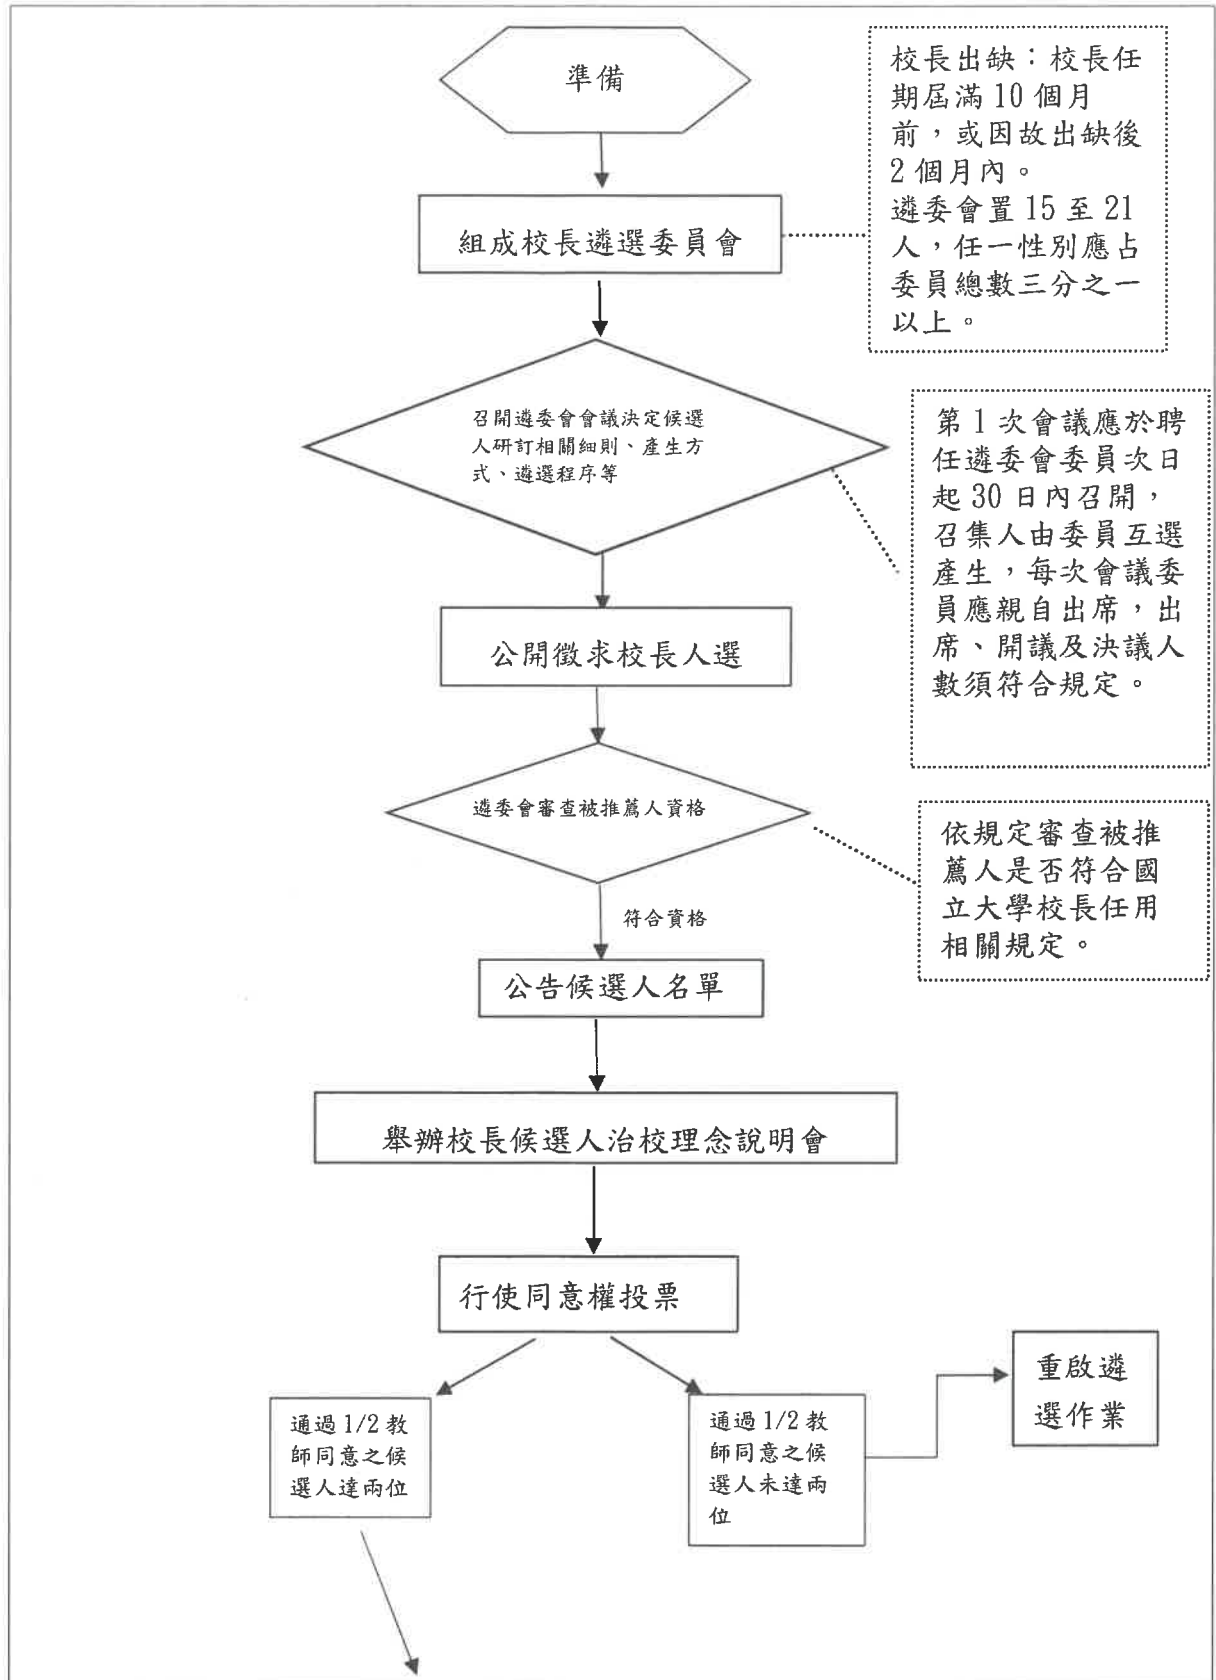 準備
校長出缺：校長任
期屆滿 10 個月
前，或因故出缺後
2 個月內。
遴委會置 15 至 21
人，任一性別應占
委員總數三分之一
以上。
組成校長遴選委員會
召開遴委會會議決定候選
人研訂相關細則、產生方
式、遴選程序等
第 1 次會議應於聘
任遴委會委員次日
起 30 日內召開，
召集人由委員互選
產生，每次會議委
員應親自出席，出
席、開議及決議人
數須符合規定。
公開徵求校長人選
遴委會審查被推薦人資格
依規定審查被推
薦人是否符合國
立大學校長任用
相關規定。
符合資格
公告候選人名單
舉辦校長候選人治校理念說明會
行使同意權投票
通過 1/2 教
師同意之候
選人達兩位
通過 1/2 教
師同意之候
選人未達兩
位
重啟遴
選作業